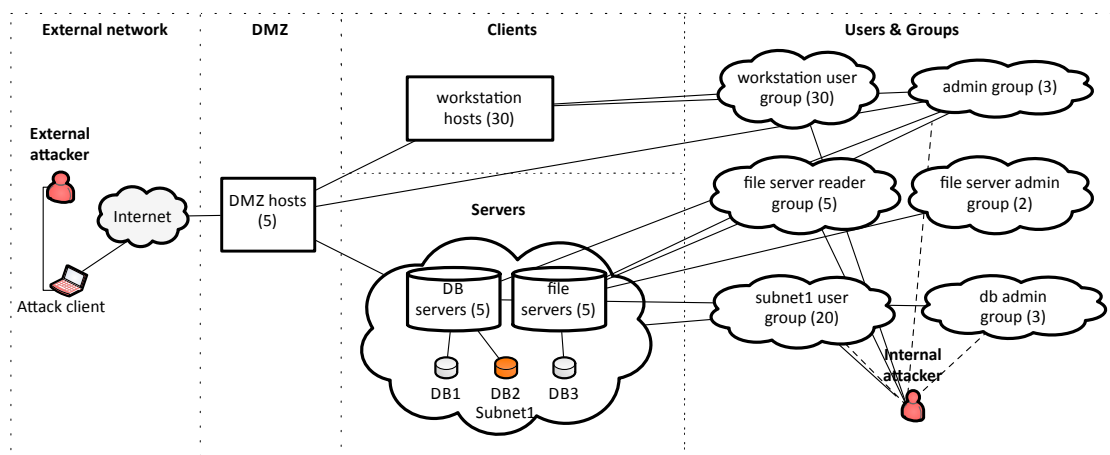 External network
DMZ
Clients
Users & Groups
workstation
hosts (30)
workstation user
group (30)
admin group (3)
External
attacker
Internet
DMZ hosts
(5)
file server reader
group (5)
file server admin
group (2)
Servers
Attack client
DB
servers (5)
file
servers (5)
subnet1 user
group (20)
db admin
group (3)
Internal
attacker
DB1
DB2
DB3
Subnet1